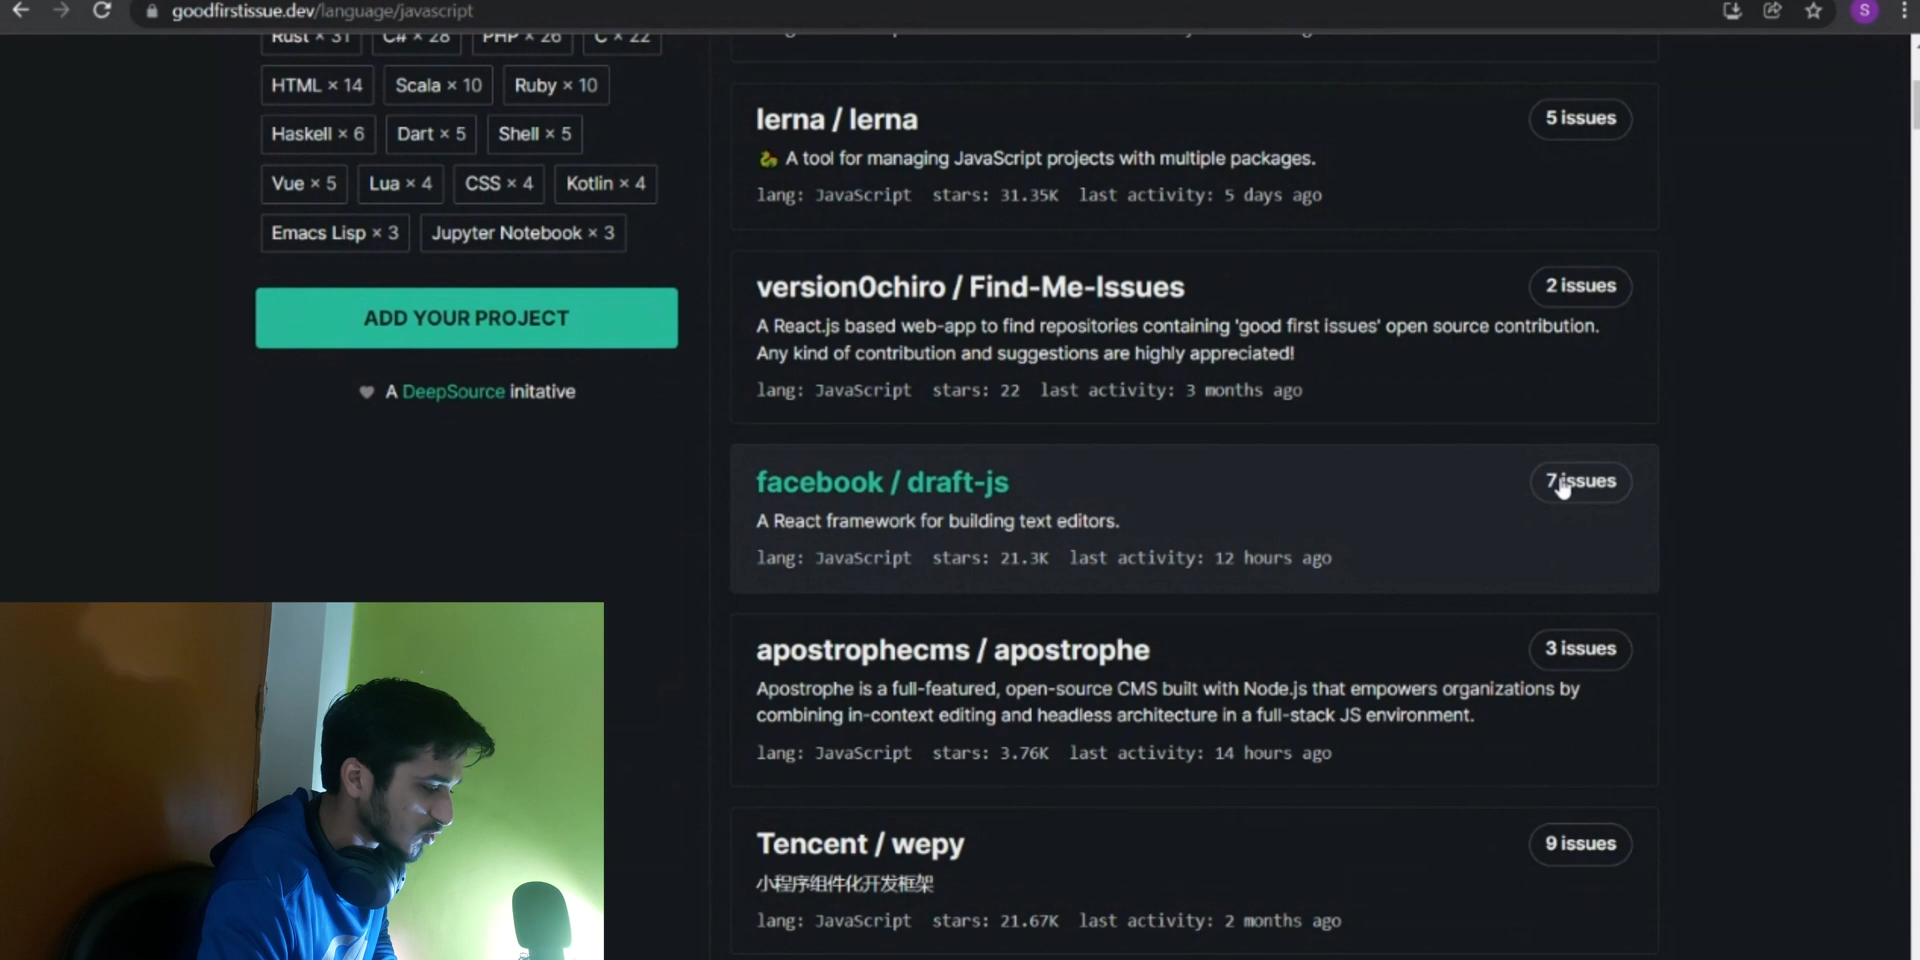 goodfirstissue.dev/language/javascript
S
Rust × 31 C# × 28 PHP × 26 C × 22
HTML × 14 Scala × 10 Ruby × 10
Haskell × 6 Dart × 5 Shell × 5
Vue × 5 Lua × 4 CSS × 4 Kotlin × 4
Emacs Lisp × 3 Jupyter Notebook × 3
ADD YOUR PROJECT
A DeepSource initative
lerna / lerna
5 issues
A tool for managing JavaScript projects with multiple packages.
lang: JavaScript stars: 31.35K last activity: 5 days ago
version0chiro / Find-Me-Issues
2 issues
A React.js based web-app to find repositories containing 'good first issues' open source contribution.
Any kind of contribution and suggestions are highly appreciated!
lang: JavaScript stars: 22 last activity: 3 months ago
facebook / draft-js
7 issues
A React framework for building text editors.
lang: JavaScript stars: 21.3K last activity: 12 hours ago
apostrophecms / apostrophe
3 issues
Apostrophe is a full-featured, open-source CMS built with Node.js that empowers organizations by
combining in-context editing and headless architecture in a full-stack JS environment.
lang: JavaScript stars: 3.76K last activity: 14 hours ago
Tencent / wepy
9 issues
小程序组件化开发框架
lang: JavaScript stars: 21.67K last activity: 2 months ago